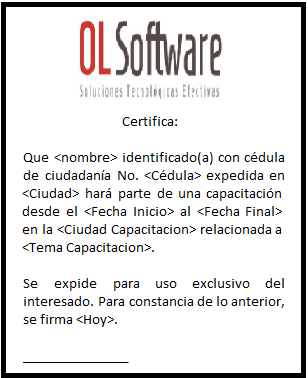 OLSoftware
Soluciones Tecnológicas Efectivas
Certifica:
Que <nombre> identificado(a) con cédula
de ciudadanía No. <Cédula> expedida en
<Ciudad> hará parte de una capacitación
desde el <Fecha Inicio> al <Fecha Final>
en la <Ciudad Capacitacion> relacionada a
<Tema Capacitacion>.
Se expide para uso exclusivo del
interesado. Para constancia de lo anterior,
se firma <Hoy>.